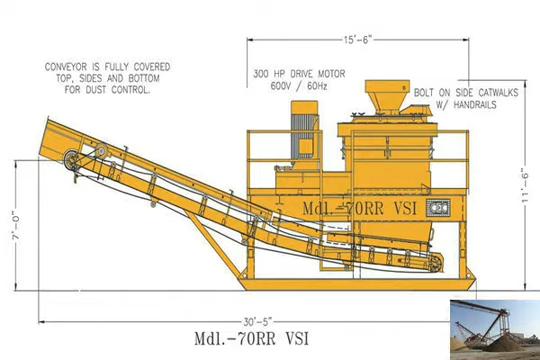 15'-6"
CONVEYOR IS FULLY COVERED
TOP, SIDES AND BOTTOM
FOR DUST CONTROL.
300 HP DRIVE MOTOR
600V / 60Hz
BOLT ON SIDE CATWALKS
W/ HANDRAILS
7'-0"
Mdl.-70RR VSI
11'-6"
30'-5"
Mdl.-70RR VSI